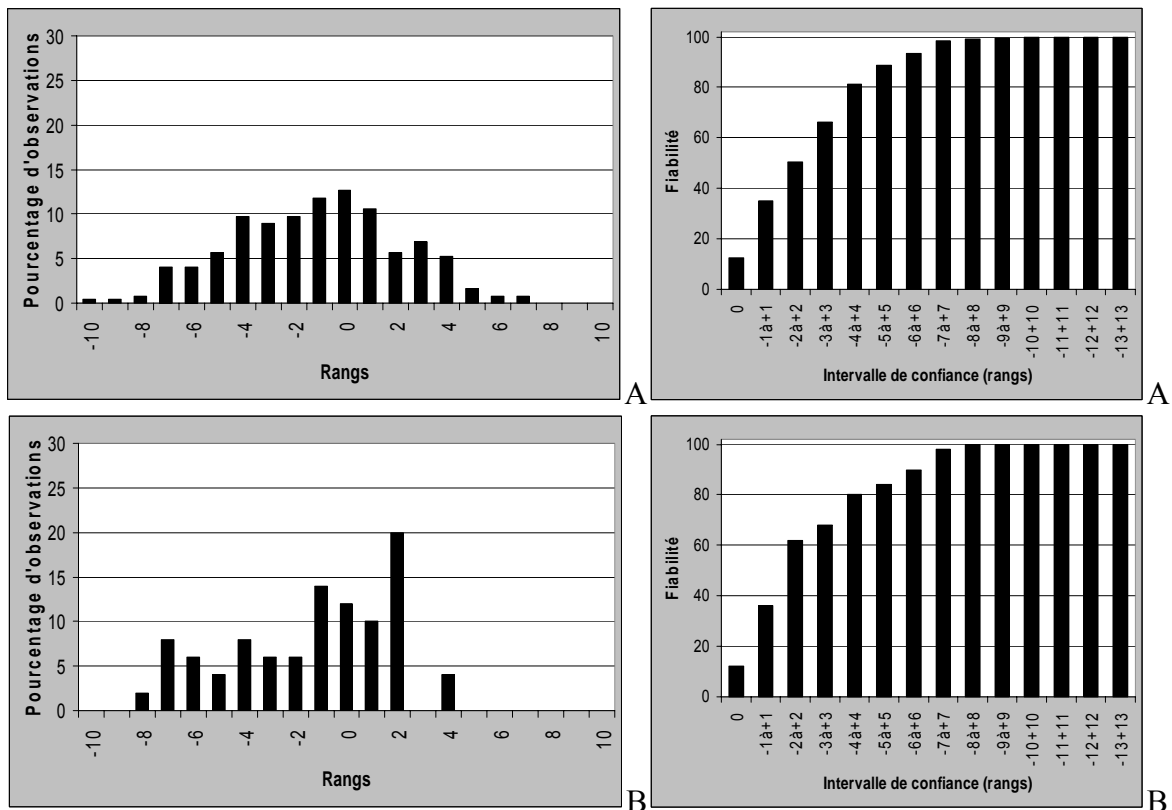 Pourcentage d'observations
30
25
20
15
10
5
0
-10
-8
-6
-4
-2
0
2
4
6
8
10
Rangs
A
Fiabilité
100
80
60
40
20
0
0
-1à+1
-2à+2
-3à+3
-4à+4
-5à+5
-6à+6
-7à+7
-8à+8
-9à+9
-10+10
-11+11
-12+12
-13+13
Intervalle de confiance (rangs)
A
Pourcentage d'observations
30
25
20
15
10
5
0
-10
-8
-6
-4
-2
0
2
4
6
8
10
Rangs
B
Fiabilité
100
80
60
40
20
0
0
-1à+1
-2à+2
-3à+3
-4à+4
-5à+5
-6à+6
-7à+7
-8à+8
-9à+9
-10+10
-11+11
-12+12
-13+13
Intervalle de confiance (rangs)
B